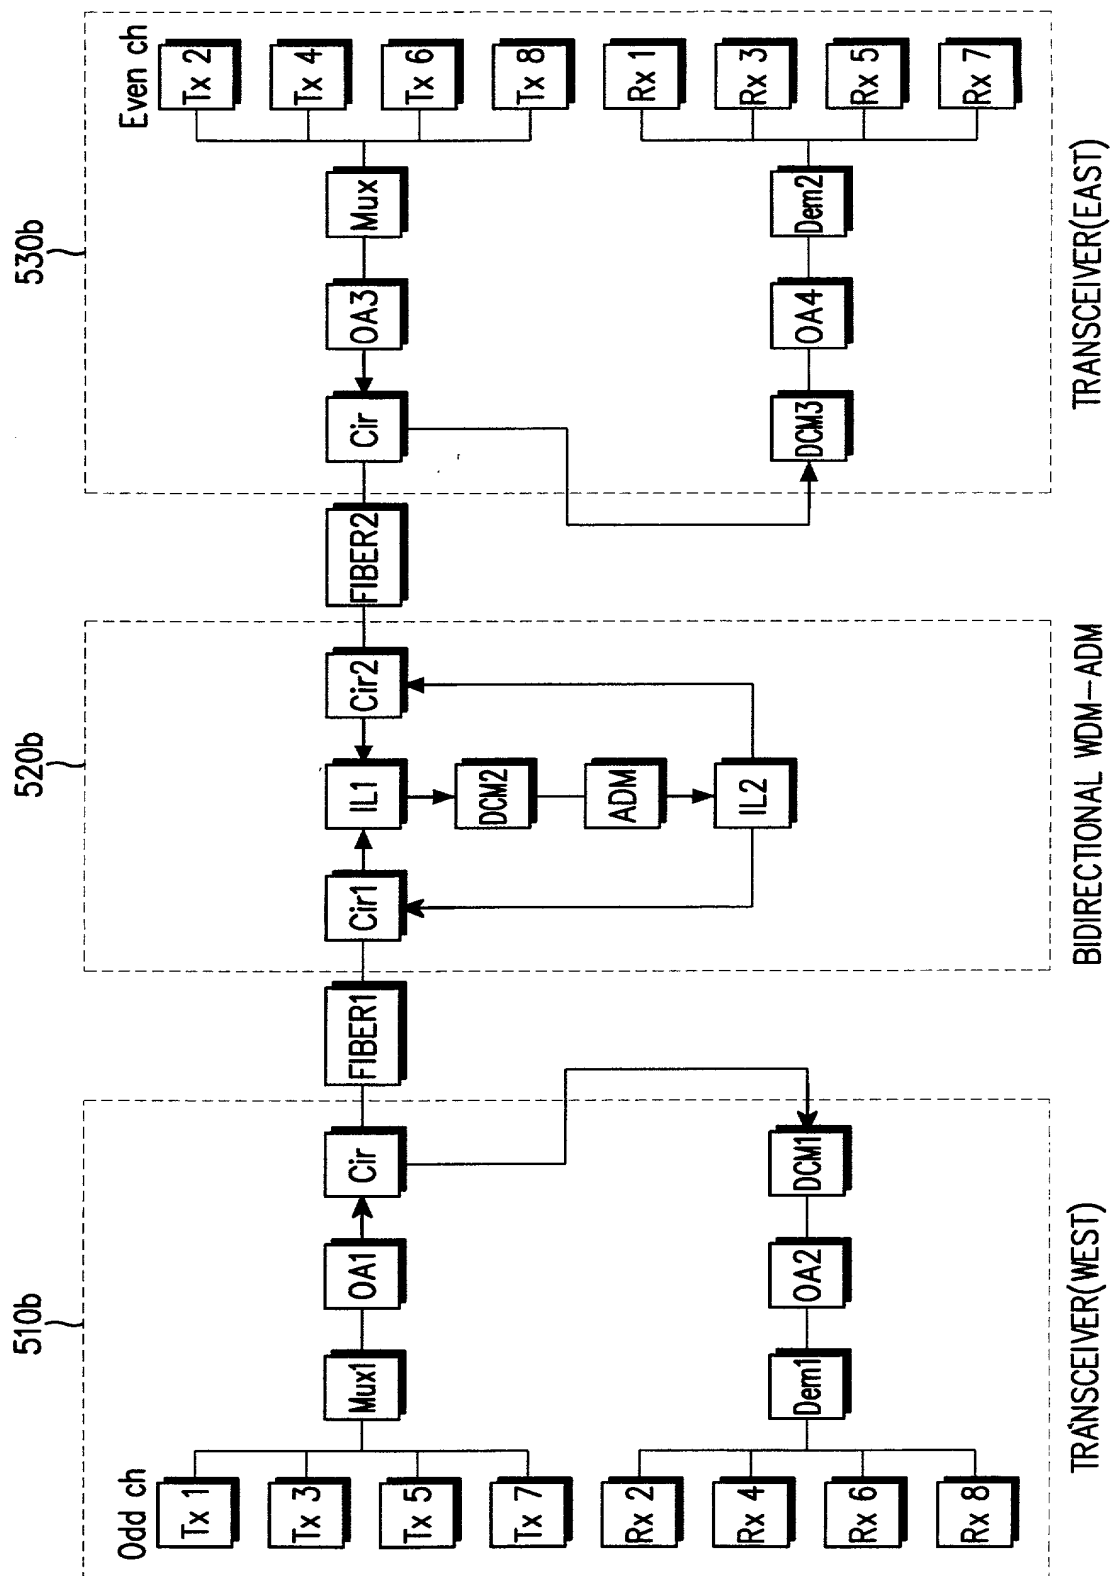 510b
520b
530b
Odd ch
Tx 1
Tx 3
Tx 5
Tx 7
Rx 2
Rx 4
Rx 6
Rx 8
Mux1
OA1
Cir
Dem1
OA2
DCM1
TRANSCEIVER(WEST)
FIBER1
Cir1
IL1
Cir2
DCM2
ADM
IL2
BIDIRECTIONAL WDM-ADM
FIBER2
Cir
OA3
Mux
DCM3
OA4
Dem2
Even ch
Tx 2
Tx 4
Tx 6
Tx 8
Rx 1
Rx 3
Rx 5
Rx 7
TRANSCEIVER(EAST)